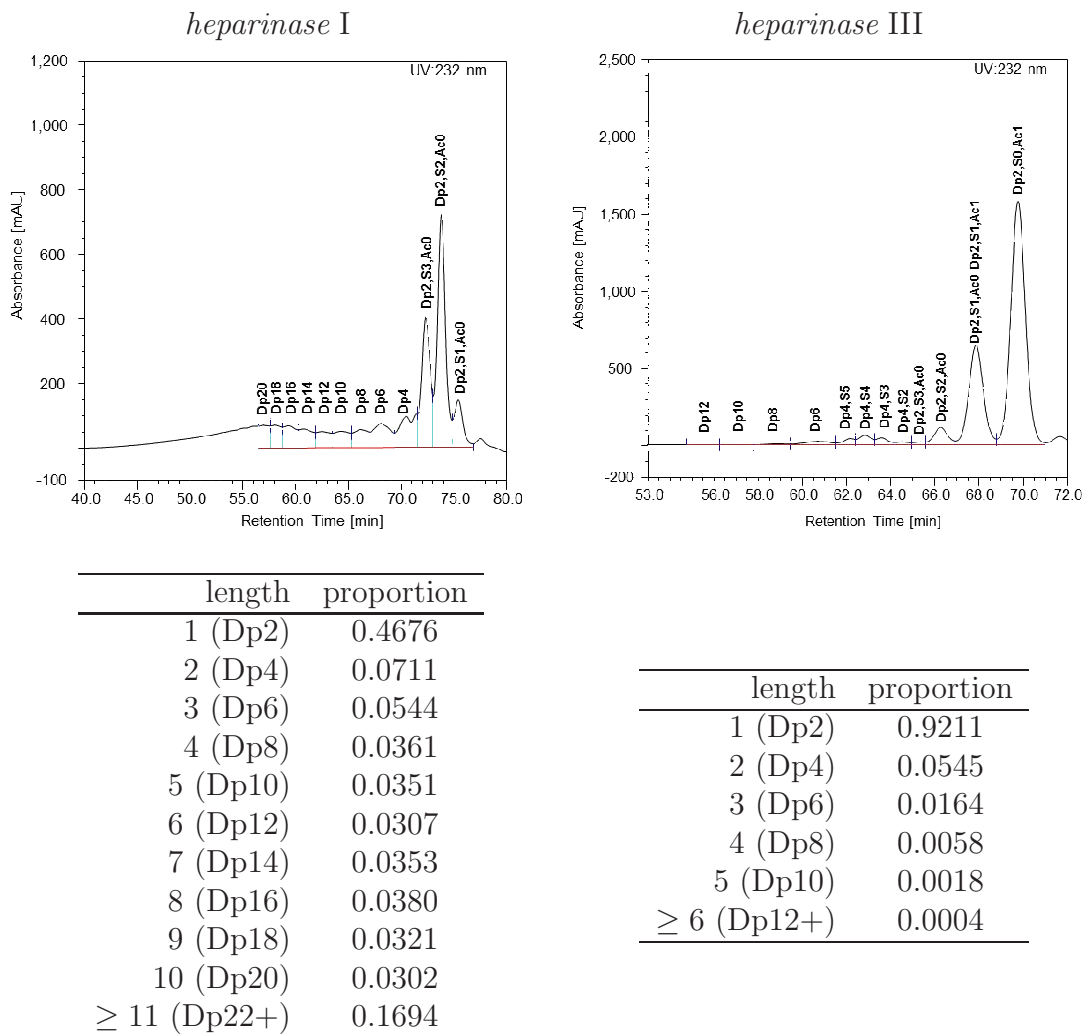 heparinase I
1,200
1,000
800
600
400
200
-100
40.0 45.0 50.0 55.0 60.0 65.0 70.0 75.0 80.0
Absorbance [mAU]
Retention Time [min]
UV:232 nm
Dp20
Dp18
Dp16
Dp14
Dp12
Dp10
Dp8
Dp6
Dp4
Dp2,S3,Ac0
Dp2,S2,Ac0
Dp2,S1,Ac0
heparinase III
2,500
2,000
1,500
1,000
500
-200
53.0 56.0 58.0 60.0 62.0 64.0 66.0 68.0 70.0 72.0
Absorbance [mAU]
Retention Time [min]
UV:232 nm
Dp12
Dp10
Dp8
Dp6
Dp4,S5
Dp4,S4
Dp4,S3
Dp4,S2
Dp2,S3,Ac0
Dp2,S2,Ac0
Dp2,S1,Ac0 Dp2,S1,Ac1
Dp2,S0,Ac1
length proportion
1 (Dp2) 0.4676
2 (Dp4) 0.0711
3 (Dp6) 0.0544
4 (Dp8) 0.0361
5 (Dp10) 0.0351
6 (Dp12) 0.0307
7 (Dp14) 0.0353
8 (Dp16) 0.0380
9 (Dp18) 0.0321
10 (Dp20) 0.0302
≥ 11 (Dp22+) 0.1694
length proportion
1 (Dp2) 0.9211
2 (Dp4) 0.0545
3 (Dp6) 0.0164
4 (Dp8) 0.0058
5 (Dp10) 0.0018
≥ 6 (Dp12+) 0.0004